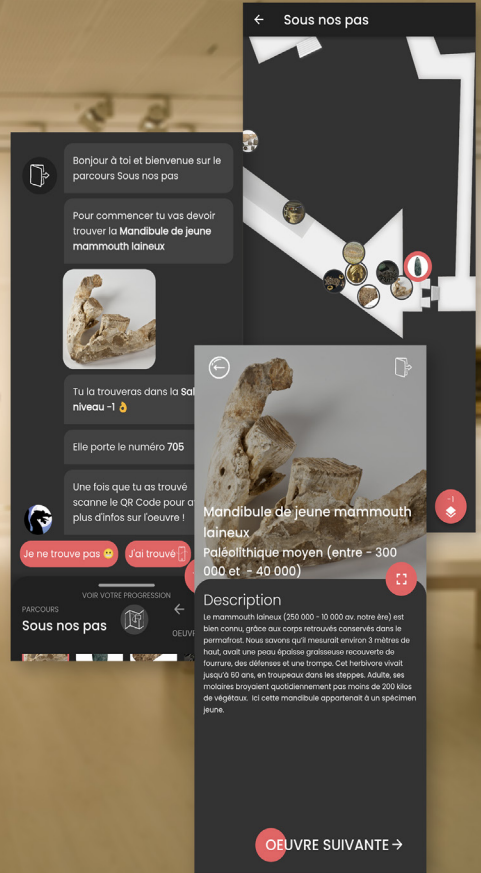 Sous nos pas
Bonjour à toi et bienvenue sur le
parcours Sous nos pas
Pour commencer tu vas devoir
trouver la Mandibule de jeune
mammouth laineux
Tu la trouveras dans la Sal
niveau -1 👌
Elle porte le numéro 705
Une fois que tu as trouvé
scanne le QR Code pour a
plus d'infos sur l'oeuvre !
Je ne trouve pas 😬
J'ai trouvé
VOIR VOTRE PROGRESSION
PARCOURS
Sous nos pas
OEUVR
-1
Mandibule de jeune mammouth
laineux
Paléolithique moyen (entre - 300
000 et - 40 000)
Description
Le mammouth laineux (250 000 - 10 000 av. notre ère) est
bien connu, grâce aux corps retrouvés conservés dans le
permafrost. Nous savons qu'il mesurait environ 3 mètres de
haut, avait une peau épaisse graisseuse recouverte de
fourrure, des défenses et une trompe. Cet herbivore vivait
jusqu'à 60 ans, en troupeaux dans les steppes. Adulte, ses
molaires broyaient quotidiennement pas moins de 200 kilos
de végétaux. Ici cette mandibule appartenait à un spécimen
jeune.
OEUVRE SUIVANTE →